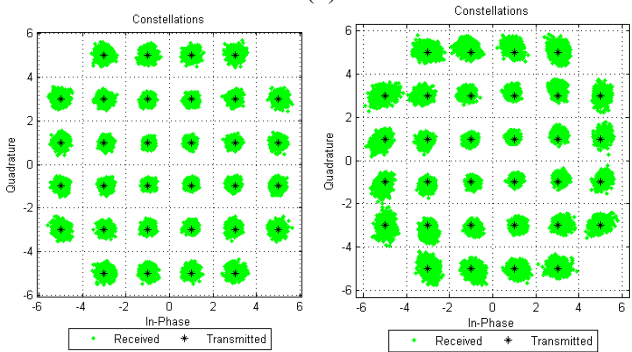 Constellations
6
4
2
0
-2
-4
-6
Quadrature
-6 -4 -2 0 2 4 6
In-Phase
Received Transmitted
Constellations
6
4
2
0
-2
-4
-6
Quadrature
-6 -4 -2 0 2 4 6
In-Phase
Received Transmitted